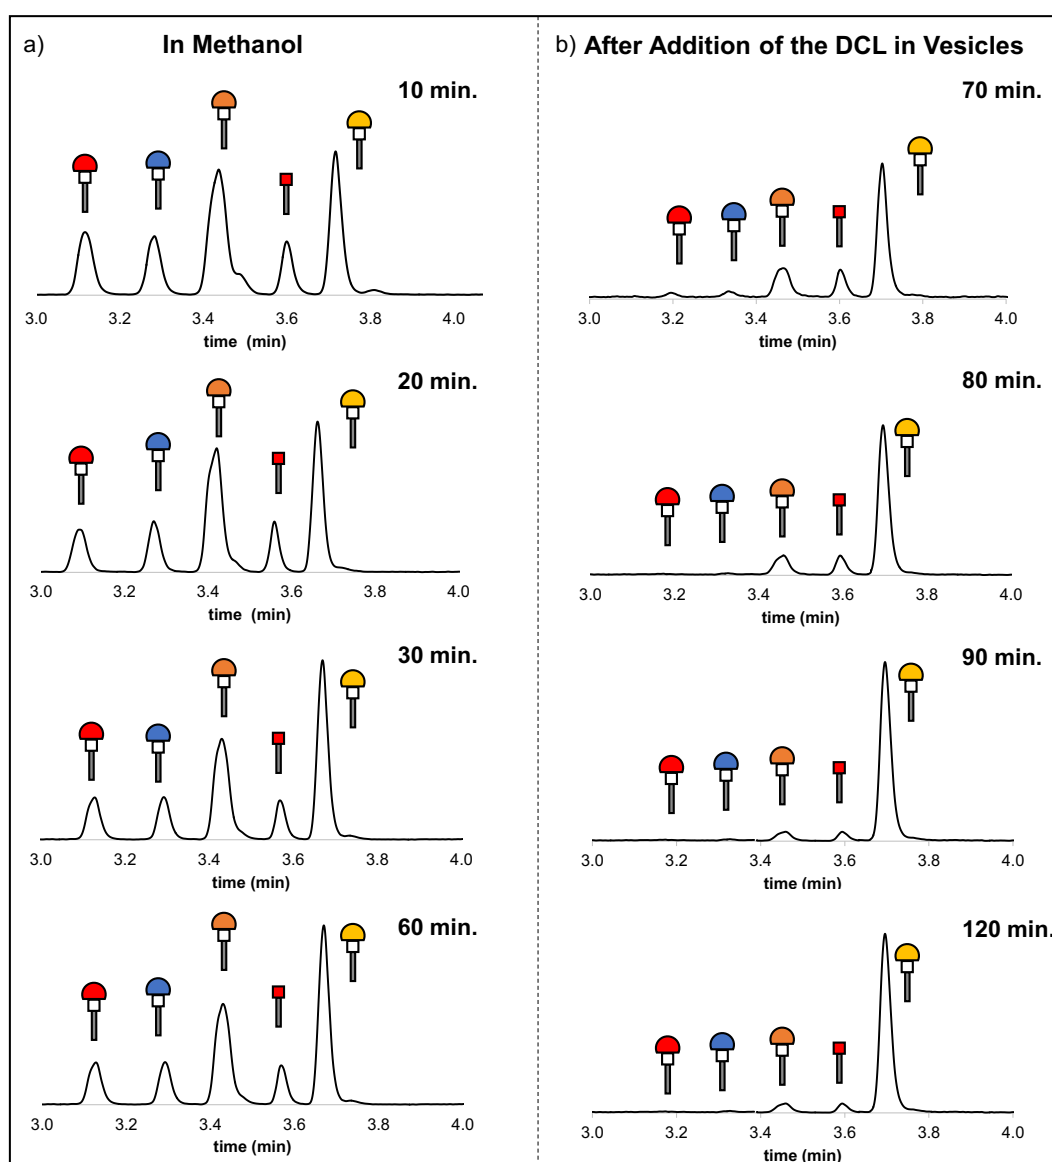 a) In Methanol
10 min.
3.0 3.2 3.4 3.6 3.8 4.0
time (min)
20 min.
3.0 3.2 3.4 3.6 3.8 4.0
time (min)
30 min.
3.0 3.2 3.4 3.6 3.8 4.0
time (min)
60 min.
3.0 3.2 3.4 3.6 3.8 4.0
time (min)
b) After Addition of the DCL in Vesicles
70 min.
3.0 3.2 3.4 3.6 3.8 4.0
time (min)
80 min.
3.0 3.2 3.4 3.6 3.8 4.0
time (min)
90 min.
3.0 3.2 3.4 3.6 3.8 4.0
time (min)
120 min.
3.0 3.2 3.4 3.6 3.8 4.0
time (min)